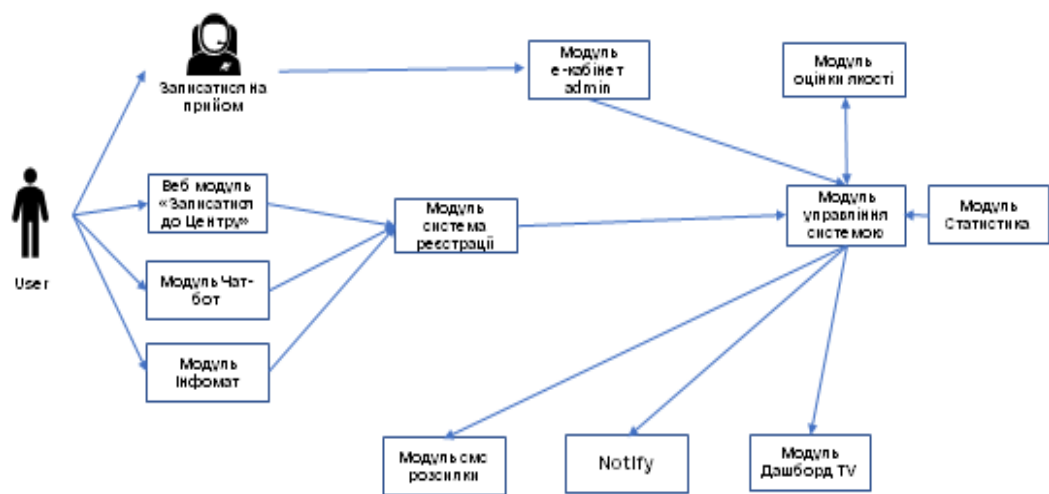 Записатися на
прийом
Модуль
е-кабінет
admin
Модуль
оцінки якості
User
Веб модуль
«Записатися
до Центру»
Модуль
система
реєстрації
Модуль
управління
системою
Модуль
Статистика
Модуль Чат-
бот
Модуль
Інфомат
Модуль смс
розсилки
Notify
Модуль
Дашборд TV